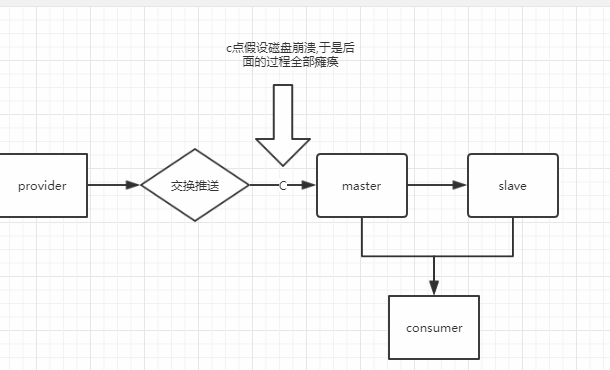 c点假设磁盘崩溃,于是后
面的过程全部瘫痪
provider
交换推送
C
master
slave
consumer